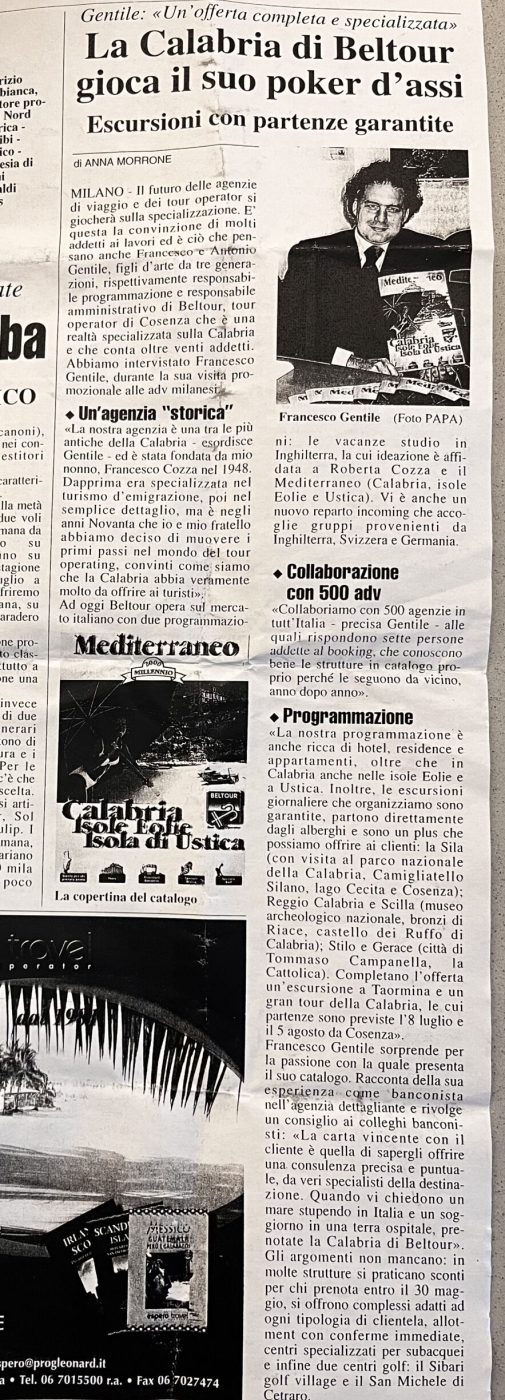 Gentile: «Un'offerta completa e specializzata»
La Calabria di Beltour
gioca il suo poker d'assi
Escursioni con partenze garantite
di ANNA MORRONE
MILANO - Il futuro delle agenzie
di viaggio e dei tour operator si
giocherà sulla specializzazione. E'
questa la convinzione di molti
addetti ai lavori ed è ciò che pen-
sano anche Francesco e Antonio
Gentile, figli d'arte da tre genera-
zioni, rispettivamente responsabi-
le programmazione e responsabile
amministrativo di Beltour, tour
operator di Cosenza che è una
realtà specializzata sulla Calabria
e che conta oltre venti addetti.
Abbiamo intervistato Francesco
Gentile, durante la sua visita pro-
mozionale alle adv milanesi.
◆ Un'agenzia "storica"
«La nostra agenzia è una tra le più
antiche della Calabria - esordisce
Gentile - ed è stata fondata da mio
nonno, Francesco Cozza nel 1948.
Dapprima era specializzata nel
turismo d'emigrazione, poi nel
semplice dettaglio, ma è negli
anni Novanta che io e mio fratello
abbiamo deciso di muovere i
primi passi nel mondo del tour
operating, convinti come siamo
che la Calabria abbia veramente
molto da offrire ai turisti».
Ad oggi Beltour opera sul merca-
to italiano con due programmazio-
Mediterraneo
2000
MILLENNIO
BELTOUR
Calabria
Isole Eolie
Isola di Ustica
La copertina del catalogo
Medite
Calabria
Isole Eolie
Isola di Ustica
Francesco Gentile (Foto PAPA)
ni: le vacanze studio in
Inghilterra, la cui ideazione è affi-
data a Roberta Cozza e il
Mediterraneo (Calabria, isole
Eolie e Ustica). Vi è anche un
nuovo reparto incoming che acco-
glie gruppi provenienti da
Inghilterra, Svizzera e Germania.
◆ Collaborazione
con 500 adv
«Collaboriamo con 500 agenzie in
tutt'Italia - precisa Gentile - alle
quali rispondono sette persone
addette al booking, che conoscono
bene le strutture in catalogo pro-
prio perché le seguono da vicino,
anno dopo anno».
◆ Programmazione
«La nostra programmazione è
anche ricca di hotel, residence e
appartamenti, oltre che in
Calabria anche nelle isole Eolie e
a Ustica. Inoltre, le escursioni
giornaliere che organizziamo sono
garantite, partono direttamente
dagli alberghi e sono un plus che
possiamo offrire ai clienti: la Sila
(con visita al parco nazionale
della Calabria, Camigliatello
Silano, lago Cecita e Cosenza);
Reggio Calabria e Scilla (museo
archeologico nazionale, bronzi di
Riace, castello dei Ruffo di
Calabria); Stilo e Gerace (città di
Tommaso Campanella, la
Cattolica). Completano l'offerta
un'escursione a Taormina e un
gran tour della Calabria, le cui
partenze sono previste l'8 luglio e
il 5 agosto da Cosenza».
Francesco Gentile sorprende per
la passione con la quale presenta
il suo catalogo. Racconta della sua
esperienza come banconista
nell'agenzia dettagliante e rivolge
un consiglio ai colleghi banconi-
sti: «La carta vincente con il
cliente è quella di sapergli offrire
una consulenza precisa e puntua-
le, da veri specialisti della destina-
zione. Quando vi chiedono un
mare stupendo in Italia e un sog-
giorno in una terra ospitale, pre-
notate la Calabria di Beltour».
Gli argomenti non mancano: in
molte strutture si praticano sconti
per chi prenota entro il 30 mag-
gio, si offrono complessi adatti ad
ogni tipologia di clientela, allot-
ment con conferme immediate,
centri specializzati per subacquei
e infine due centri golf: il Sibari
golf village e il San Michele di
Cetraro.
travel
perator
dal 1981
MESSICO
GUATEMALA
espero travel
spero@progleonard.it
a • Tel. 06 7015500 r.a. • Fax 06 7027474